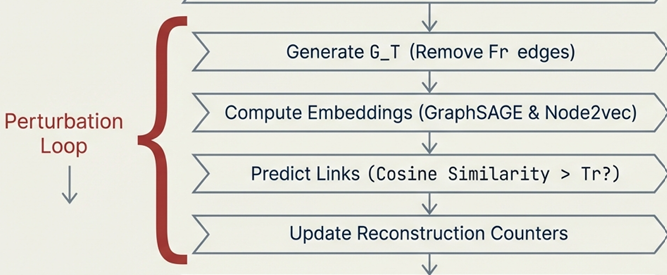 Generate G_T (Remove Fr edges)
Compute Embeddings (GraphSAGE & Node2vec)
Perturbation
Loop
Predict Links (Cosine Similarity > Tr?)
Update Reconstruction Counters